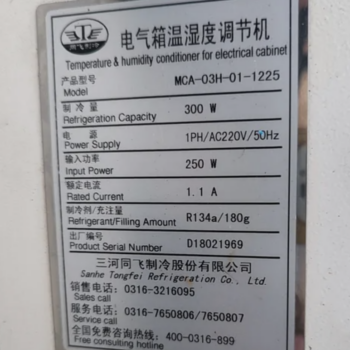 同飞制冷
电气箱温湿度调节机
Temperature & humidity conditioner for electrical cabinet
产品型号 MCA-03H-01-1225
Model
制冷量 300 W
Refrigeration Capacity
电 源 1PH/AC220V/50Hz
Power Supply
输入功率 250 W
Input Power
额定电流 1.1 A
Rated Current
制冷剂/充注量 R134a/180g
Refrigerant/Filling Amount
出厂编号 D18021969
Product Serial Number
三河同飞制冷股份有限公司
Sanhe Tongfei Refrigeration Co., Ltd.
销售电话: 0316-3216095
Sales call
服务电话: 0316-7650806/7650807
Service call
全国免费咨询热线: 400-0316-899
Free consulting hotline